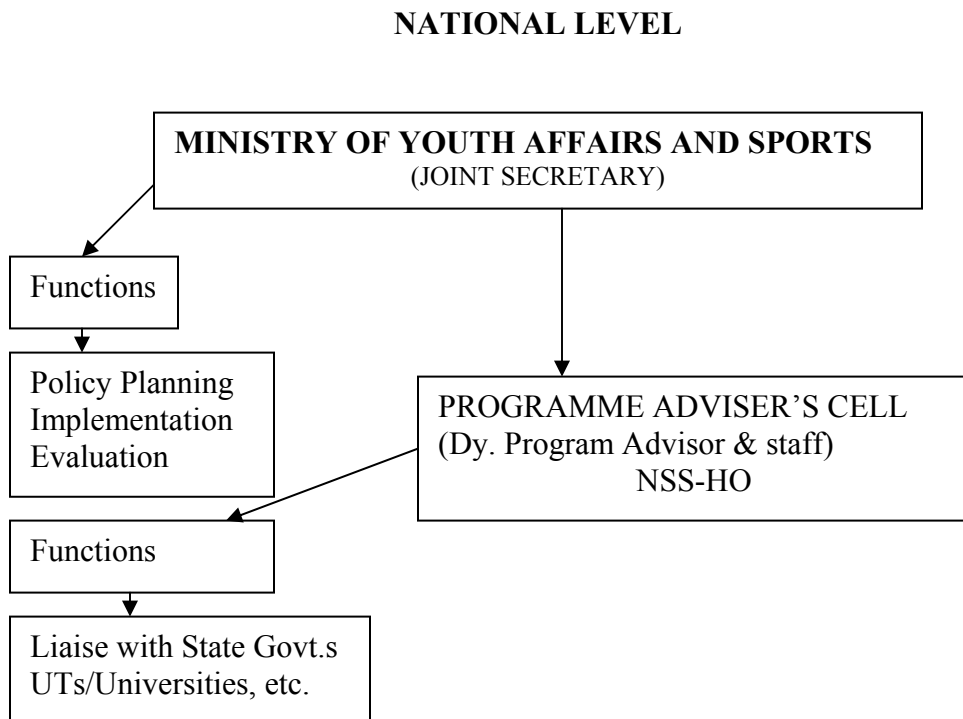 NATIONAL LEVEL
MINISTRY OF YOUTH AFFAIRS AND SPORTS
(JOINT SECRETARY)
Functions
Policy Planning
Implementation
Evaluation
PROGRAMME ADVISER’S CELL
(Dy. Program Advisor & staff)
NSS-HO
Functions
Liaise with State Govt.s
UTs/Universities, etc.